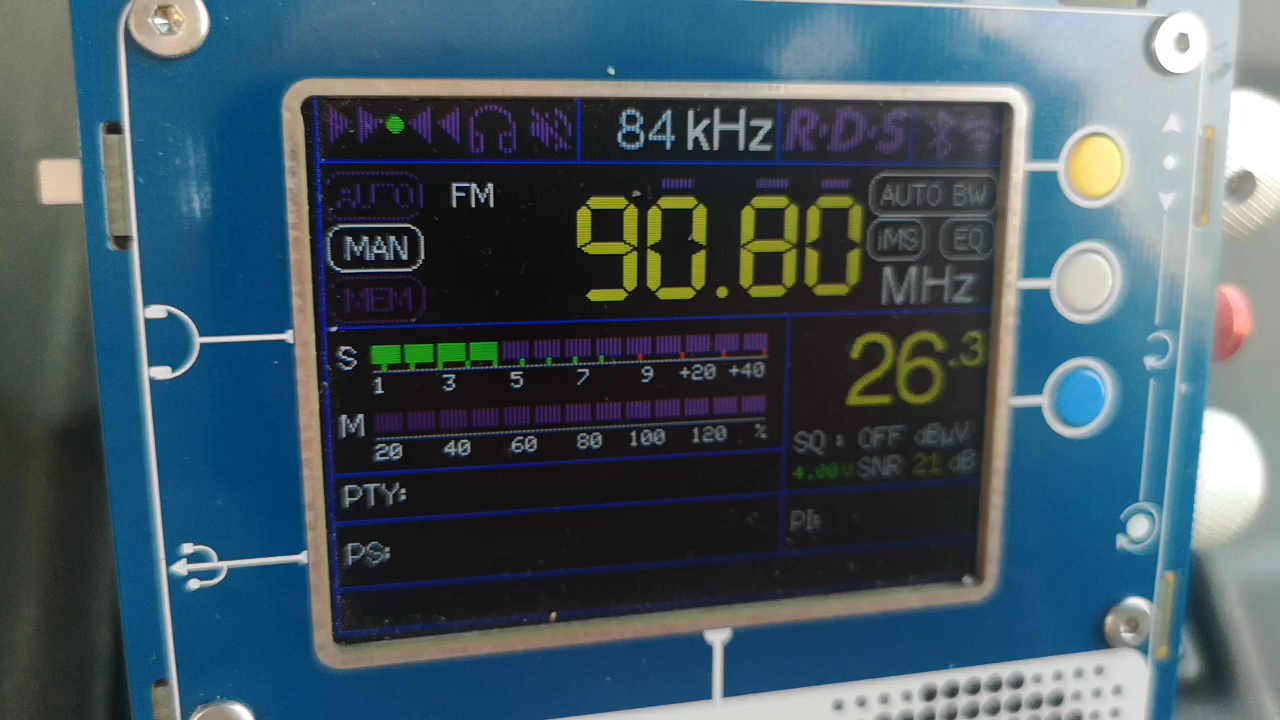 84 kHz R·D·S
AUTO FM 90.80 AUTO BW
MAN iMS EQ
MEM MHz
S
1 3 5 7 9 +20 +40
26.3
M
20 40 60 80 100 120 %
SQ : OFF dBµV
4.00V SNR 21 dB
PTY:
PI:
PS: